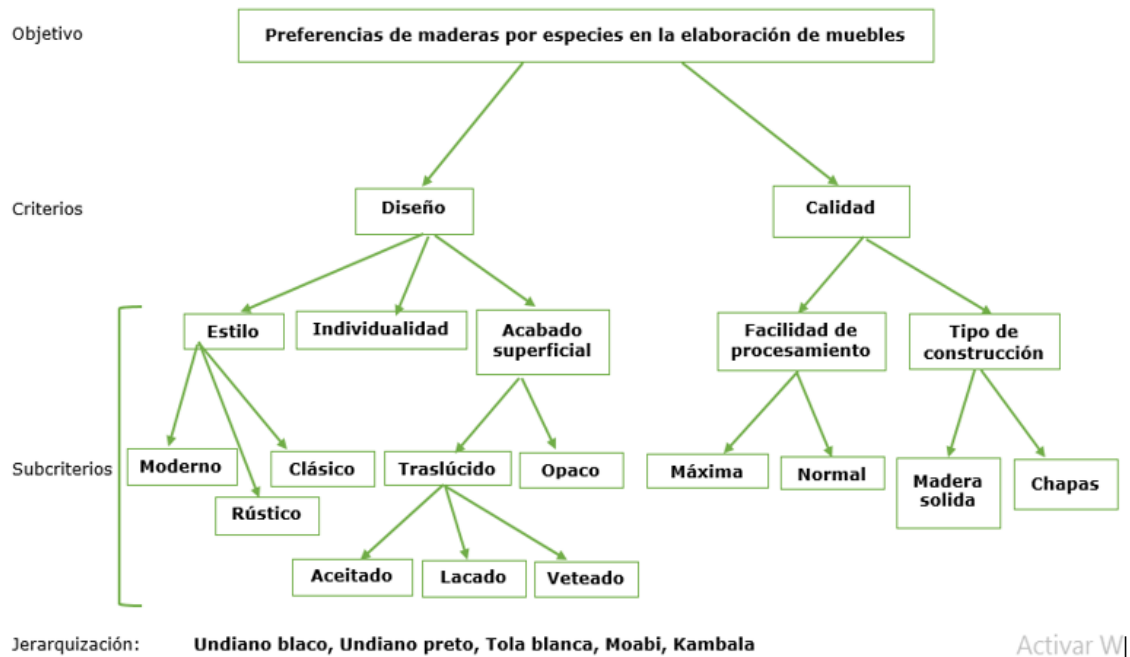 Objetivo
Preferencias de maderas por especies en la elaboración de muebles
Criterios
Diseño
Calidad
Estilo
Individualidad
Acabado
superficial
Facilidad de
procesamiento
Tipo de
construcción
Subcriterios
Moderno
Clásico
Traslúcido
Opaco
Máxima
Normal
Madera
solida
Chapas
Rústico
Aceitado
Lacado
Veteado
Jerarquización: Undiano blaco, Undiano preto, Tola blanca, Moabi, Kambala
Activar W